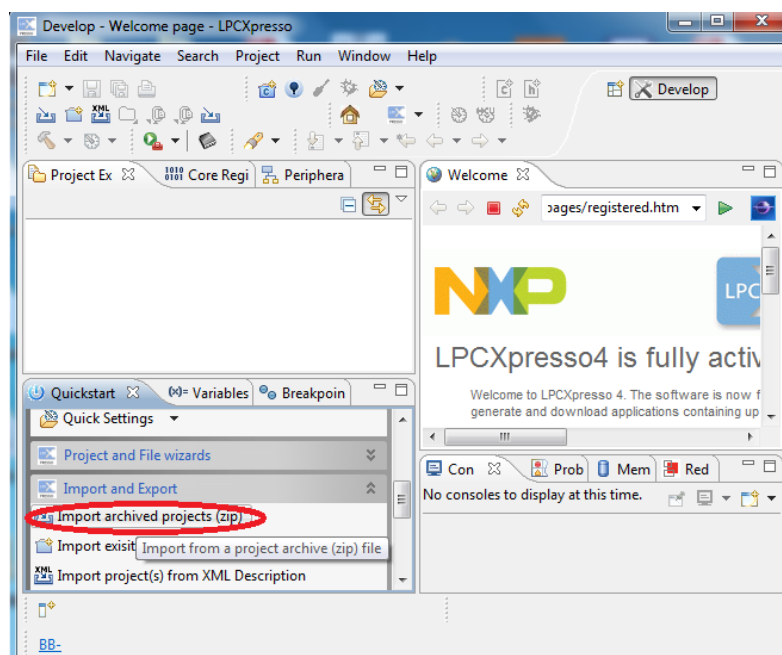 Develop - Welcome page - LPCXpresso
File Edit Navigate Search Project Run Window Help
Develop
Project Ex
1010 0101 Core Regi
Periphera
Welcome
pages/registered.htm
NXP
LPC
LPCXpresso4 is fully activ
Welcome to LPCXpresso 4. The software is now f
generate and download applications containing up
Quickstart
(x)= Variables
Breakpoin
Quick Settings
Project and File wizards
Import and Export
Import archived projects (zip)
Import exisit
Import from a project archive (zip) file
XML Import project(s) from XML Description
Con
Prob
Mem
Red
No consoles to display at this time.
BB-